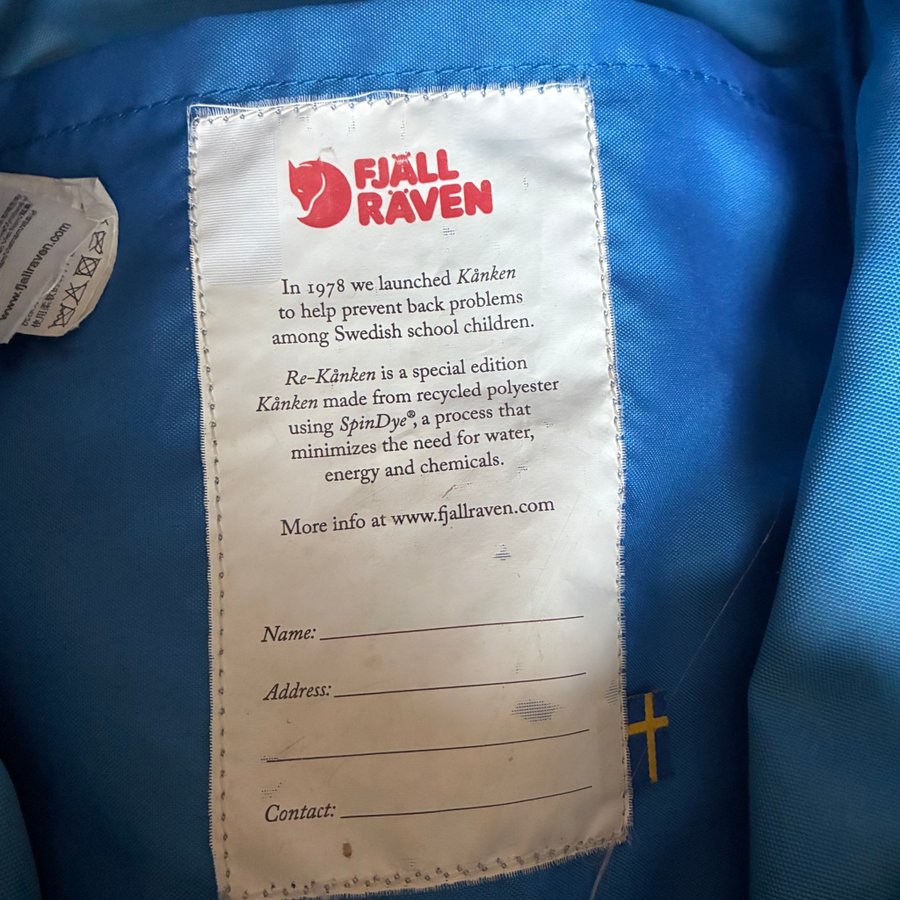 FJÄLL
RÄVEN
In 1978 we launched Kånken
to help prevent back problems
among Swedish school children.
Re-Kånken is a special edition
Kånken made from recycled polyester
using SpinDye®, a process that
minimizes the need for water,
energy and chemicals.
More info at www.fjallraven.com
Name:
Address:
Contact:
www.fjallraven.com